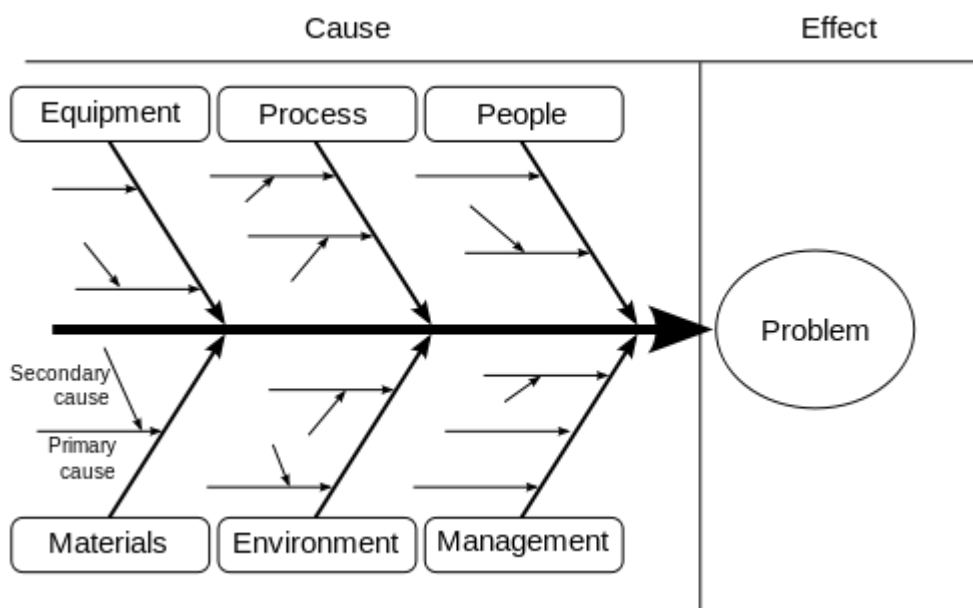 Cause
Effect
Equipment
Process
People
Problem
Secondary
cause
Primary
cause
Materials
Environment
Management